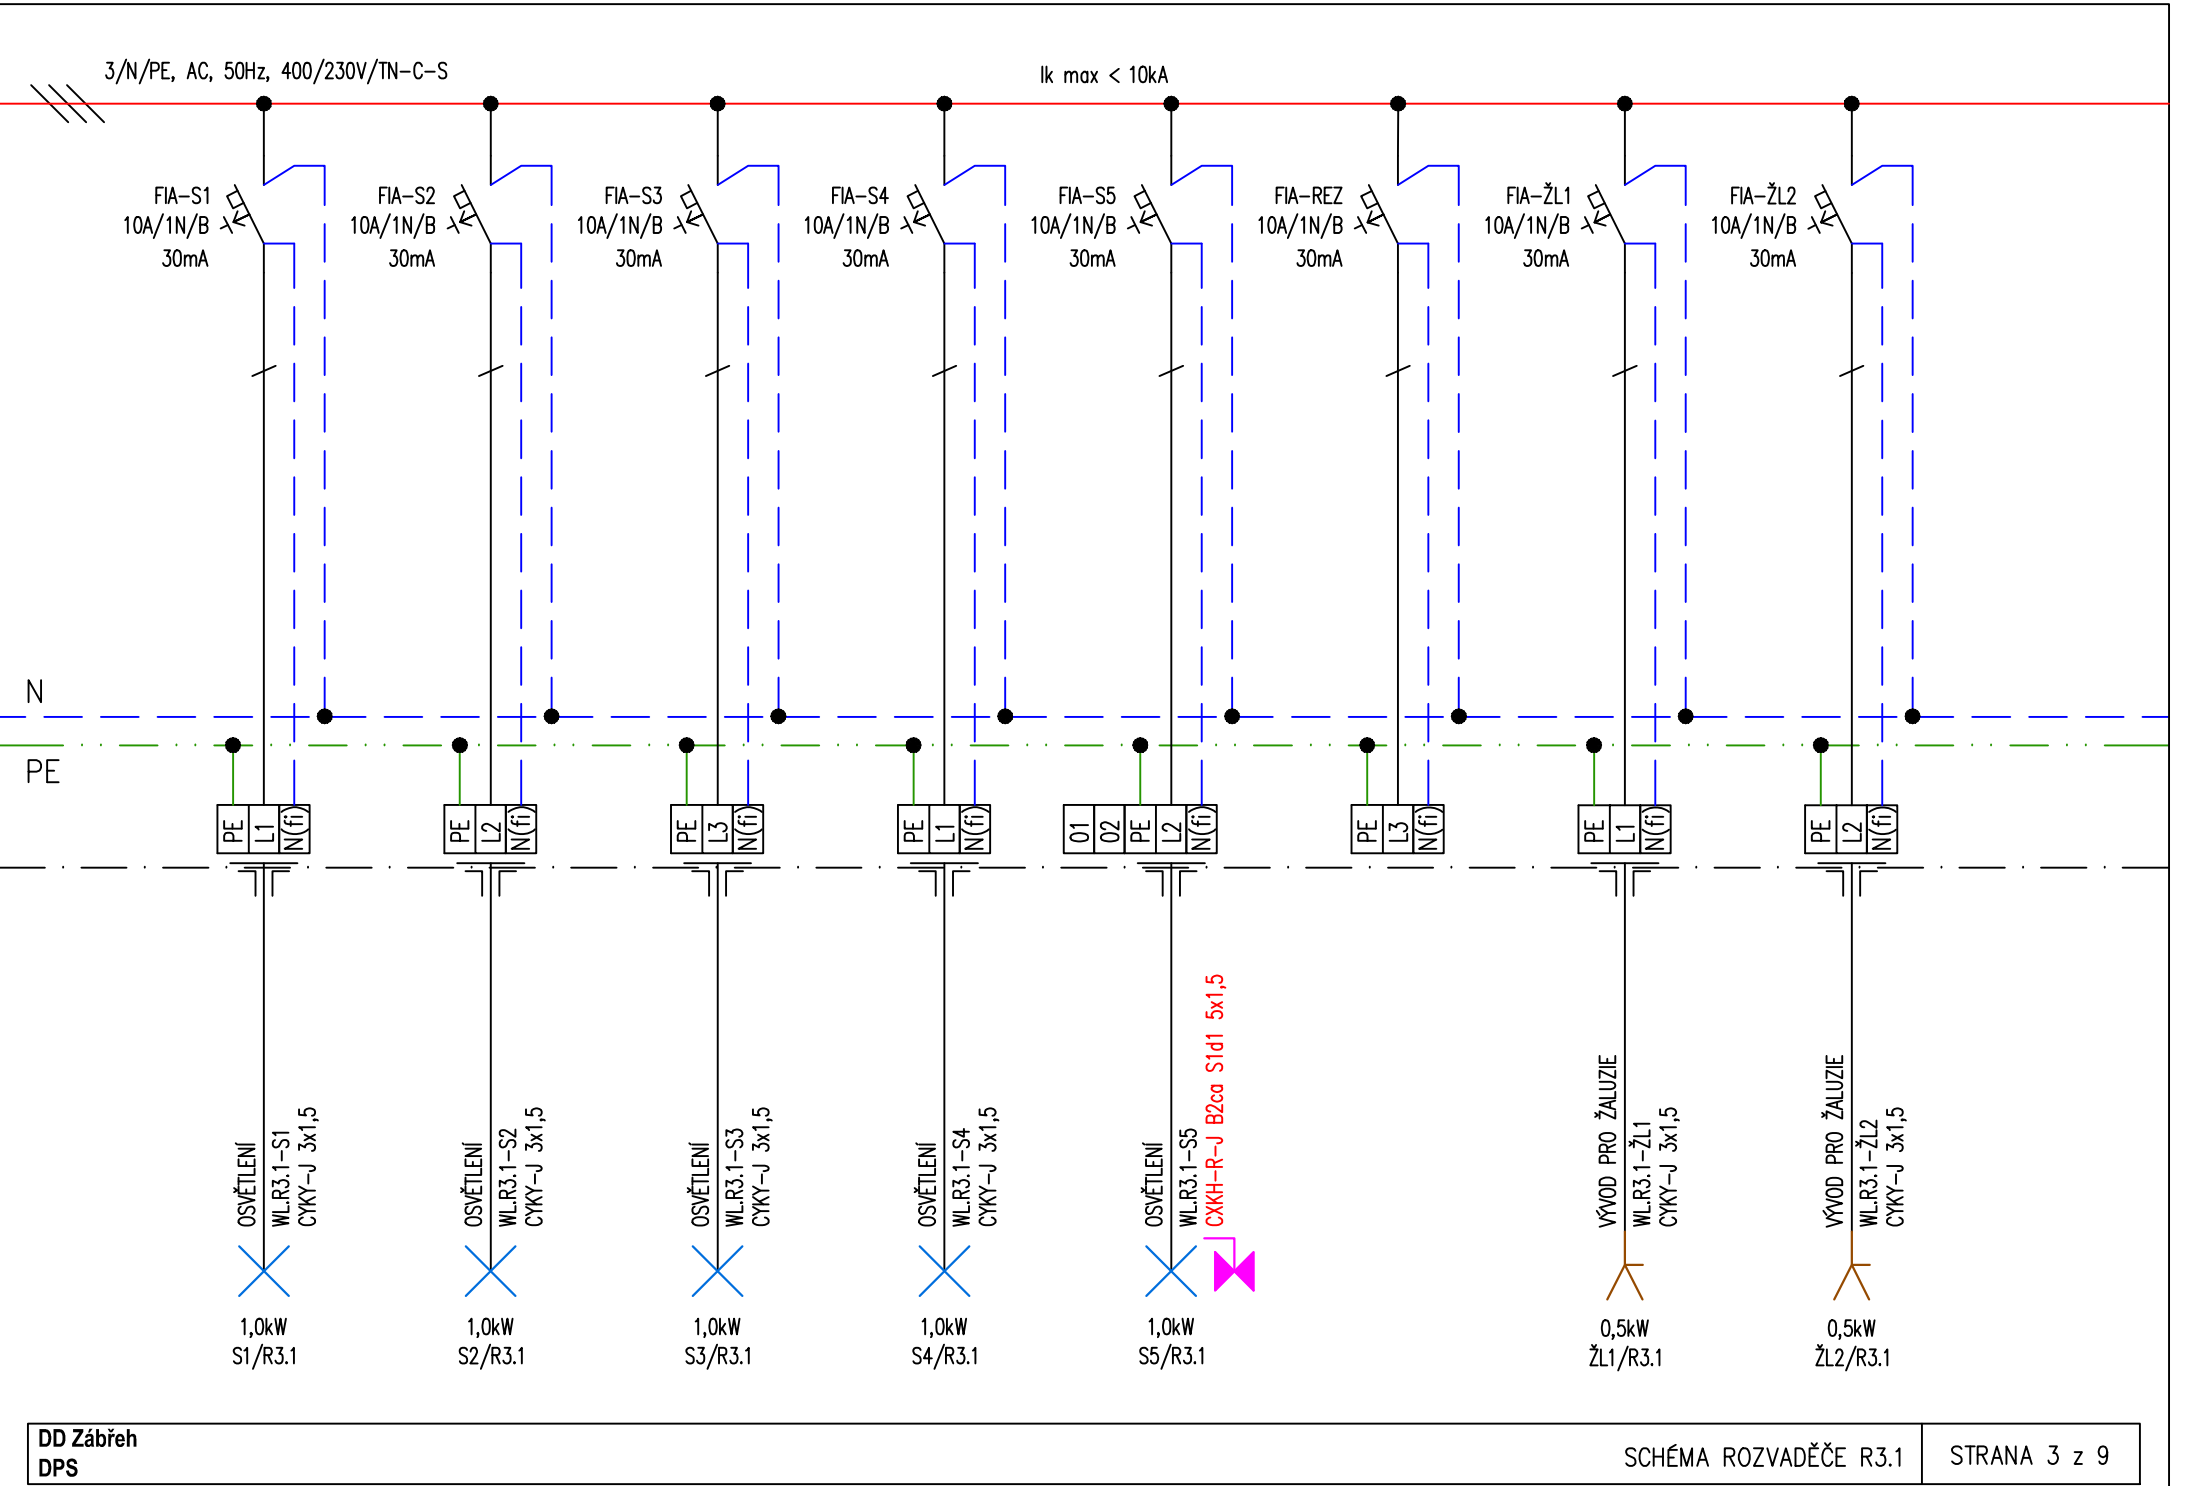 3/N/PE, AC, 50Hz, 400/230V/TN-C-S
Ik max < 10kA
FIA-S1
10A/1N/B
30mA
FIA-S2
10A/1N/B
30mA
FIA-S3
10A/1N/B
30mA
FIA-S4
10A/1N/B
30mA
FIA-S5
10A/1N/B
30mA
FIA-REZ
10A/1N/B
30mA
FIA-ŽL1
10A/1N/B
30mA
FIA-ŽL2
10A/1N/B
30mA
N
PE
PE L1 N(fi)
PE L2 N(fi)
PE L3 N(fi)
PE L1 N(fi)
01 02 PE L2 N(fi)
PE L3 N(fi)
PE L1 N(fi)
PE L2 N(fi)
OSVĚTLENÍ
WL.R3.1-S1
CYKY-J 3x1,5
OSVĚTLENÍ
WL.R3.1-S2
CYKY-J 3x1,5
OSVĚTLENÍ
WL.R3.1-S3
CYKY-J 3x1,5
OSVĚTLENÍ
WL.R3.1-S4
CYKY-J 3x1,5
OSVĚTLENÍ
WL.R3.1-S5
CXKH-R-J B2ca S1d1 5x1,5
VÝVOD PRO ŽALUZIE
WL.R3.1-ŽL1
CYKY-J 3x1,5
VÝVOD PRO ŽALUZIE
WL.R3.1-ŽL2
CYKY-J 3x1,5
1,0kW
S1/R3.1
1,0kW
S2/R3.1
1,0kW
S3/R3.1
1,0kW
S4/R3.1
1,0kW
S5/R3.1
0,5kW
ŽL1/R3.1
0,5kW
ŽL2/R3.1
DD Zábřeh
DPS
SCHÉMA ROZVADĚČE R3.1
STRANA 3 z 9